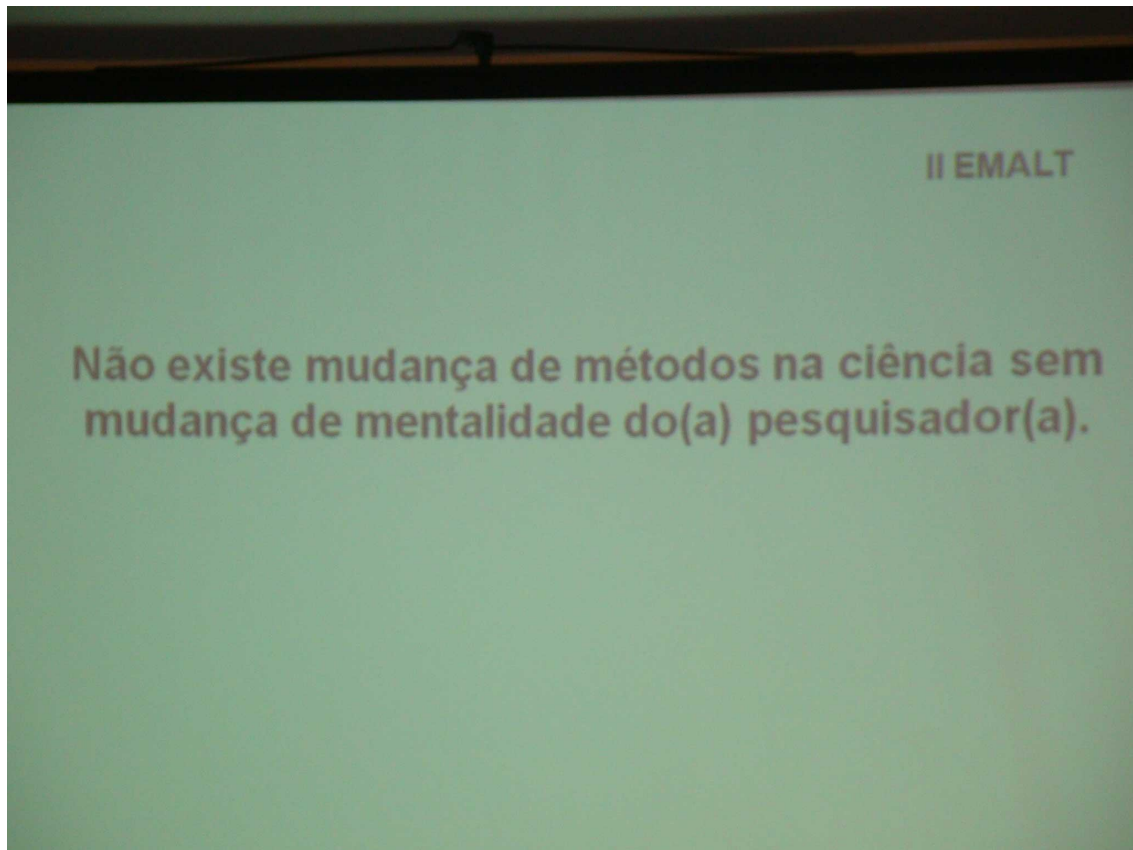 II EMALT
Não existe mudança de métodos na ciência sem
mudança de mentalidade do(a) pesquisador(a).